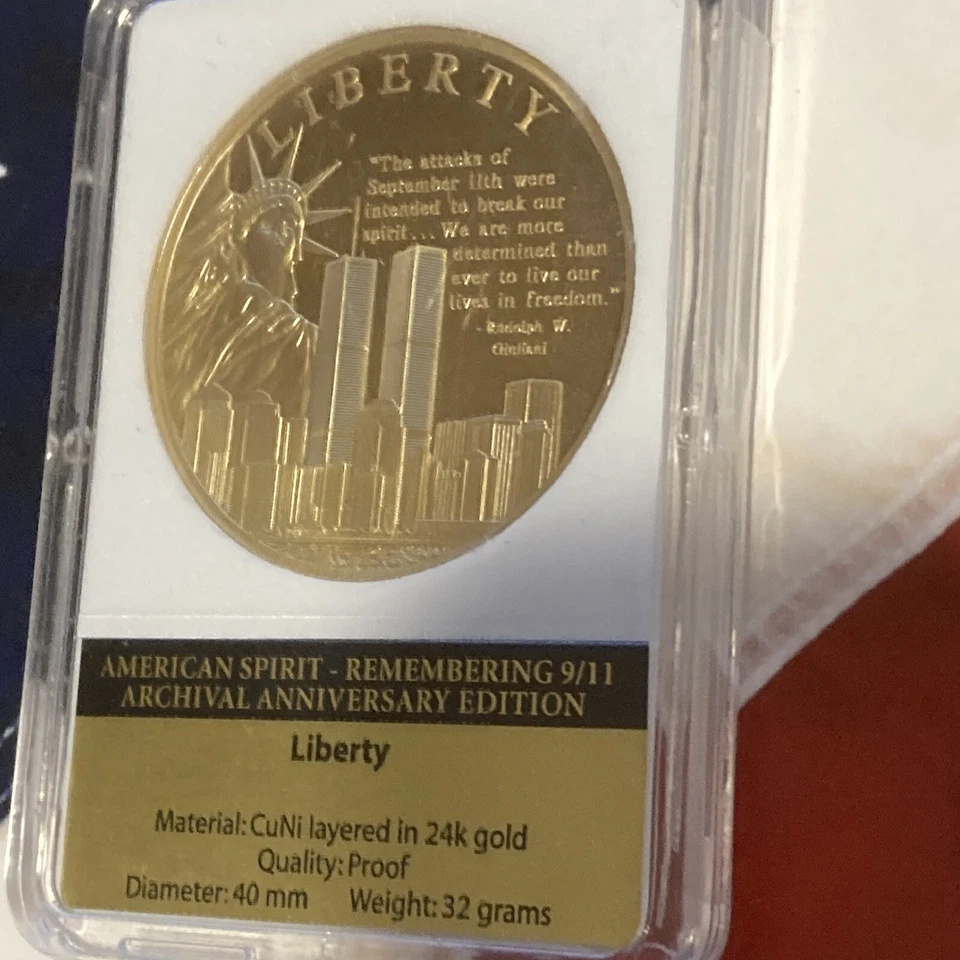 LIBERTY
"The attacks of
September 11th were
intended to break our
spirit... We are more
determined than
ever to live our
lives in freedom."
- Rudolph W.
Giuliani
AMERICAN SPIRIT - REMEMBERING 9/11
ARCHIVAL ANNIVERSARY EDITION
Liberty
Material: CuNi layered in 24k gold
Quality: Proof
Diameter: 40 mm Weight: 32 grams